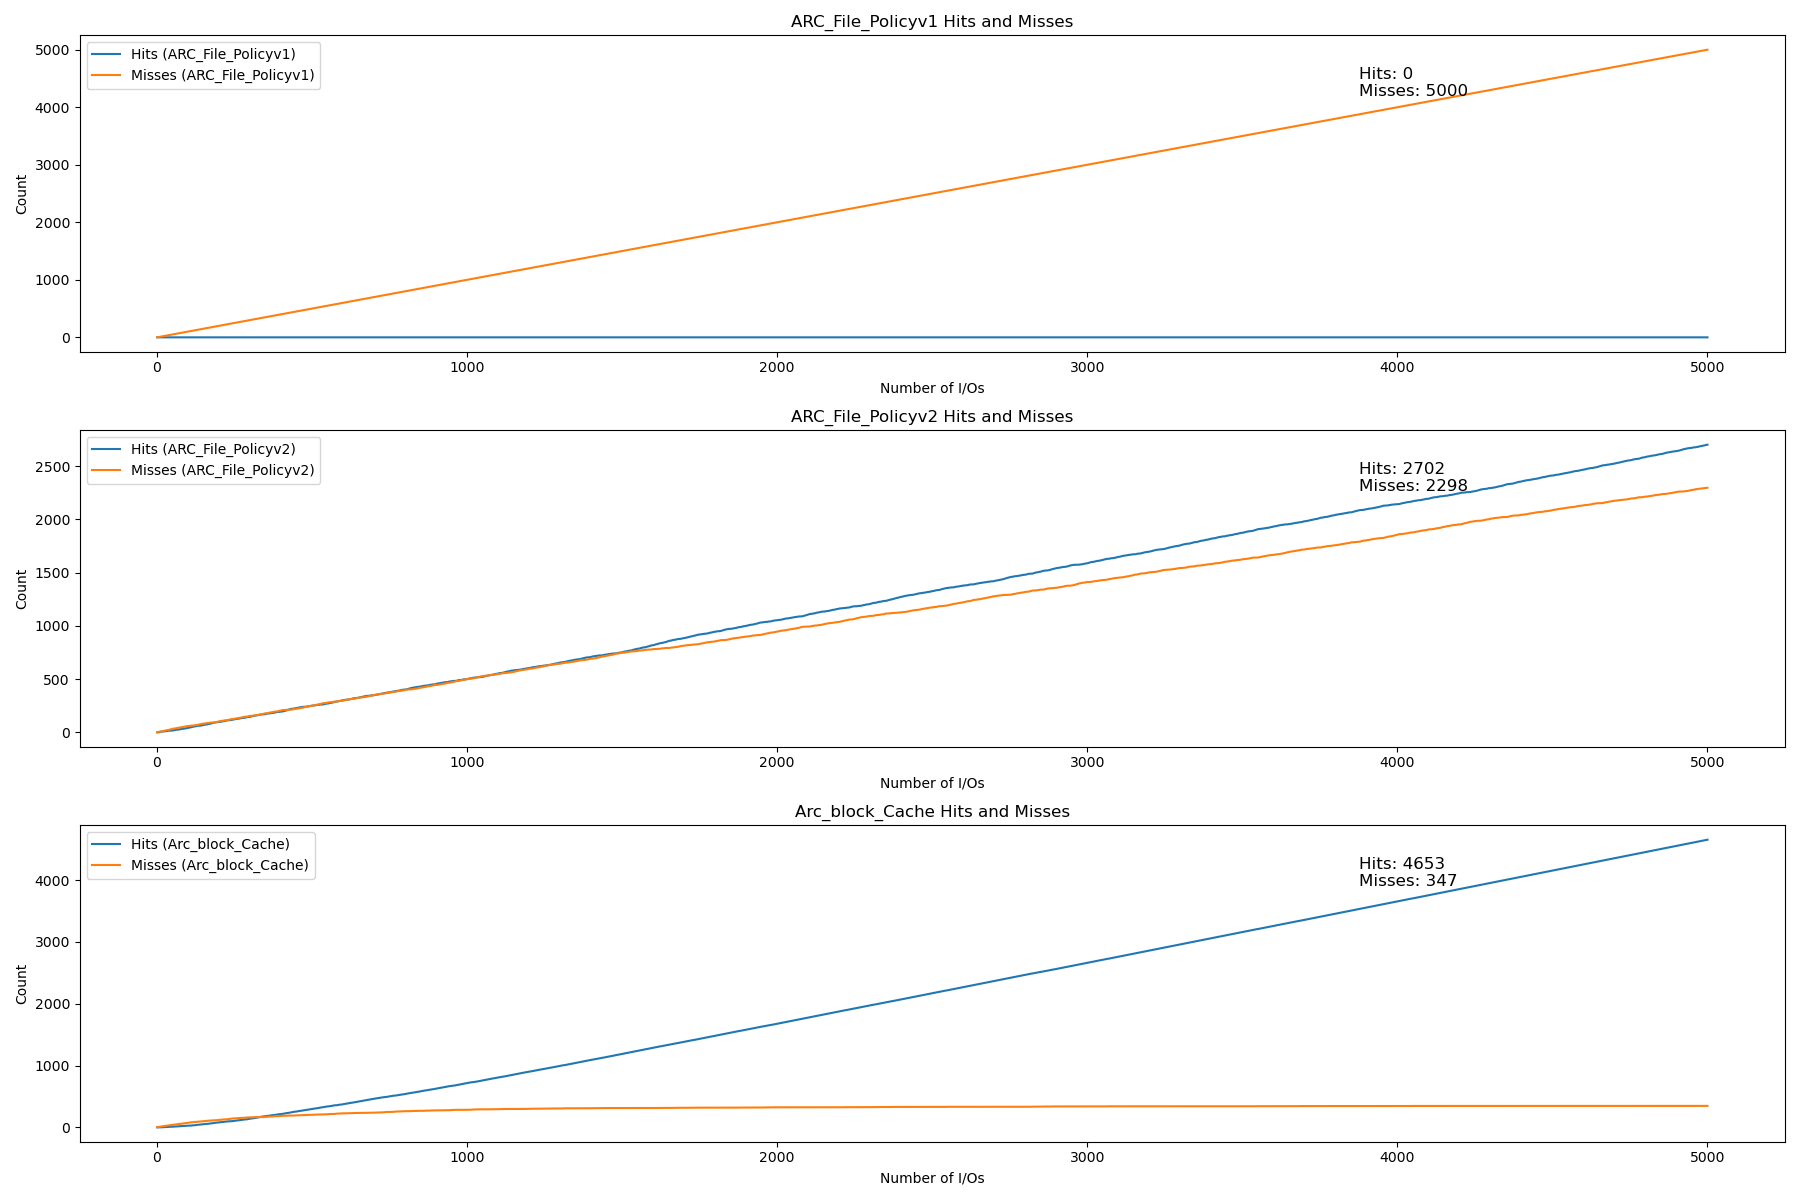 ARC_File_Policyv1 Hits and Misses
Hits (ARC_File_Policyv1)
Misses (ARC_File_Policyv1)
Hits: 0
Misses: 5000
5000
4000
3000
2000
1000
0
Count
0 1000 2000 3000 4000 5000
Number of I/Os
ARC_File_Policyv2 Hits and Misses
Hits (ARC_File_Policyv2)
Misses (ARC_File_Policyv2)
Hits: 2702
Misses: 2298
2500
2000
1500
1000
500
0
Count
0 1000 2000 3000 4000 5000
Number of I/Os
Arc_block_Cache Hits and Misses
Hits (Arc_block_Cache)
Misses (Arc_block_Cache)
Hits: 4653
Misses: 347
4000
3000
2000
1000
0
Count
0 1000 2000 3000 4000 5000
Number of I/Os